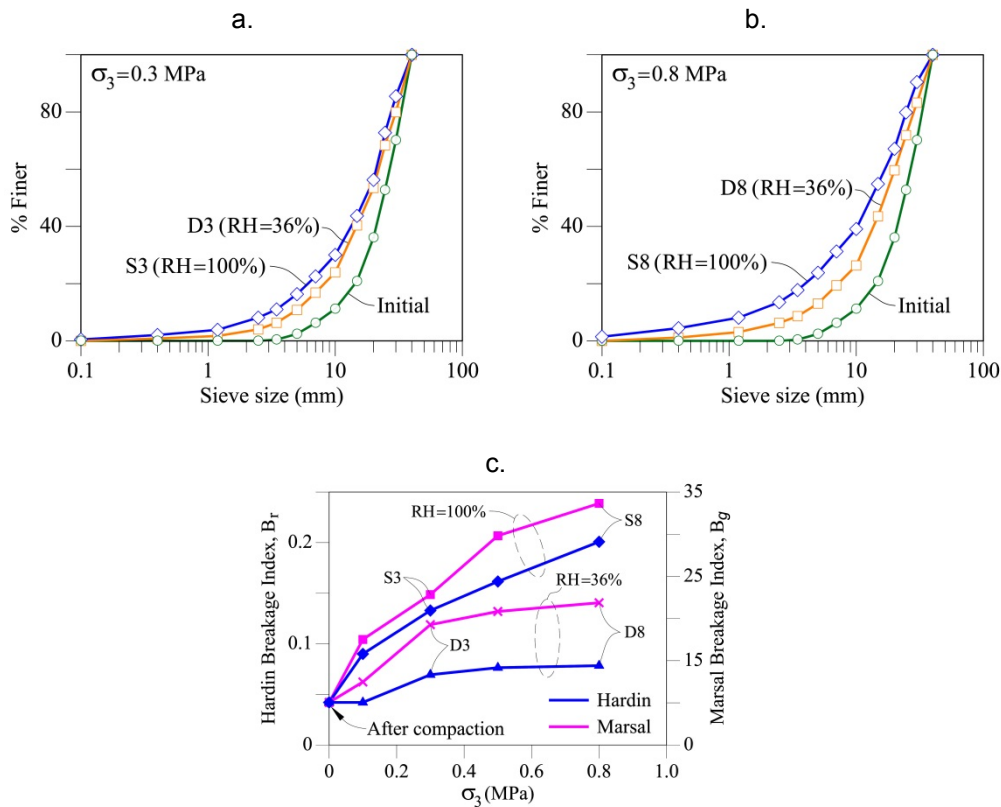 a.
σ3=0.3 MPa
% Finer
80
40
0
D3 (RH=36%)
S3 (RH=100%)
Initial
0.1
1
10
100
Sieve size (mm)
b.
σ3=0.8 MPa
% Finer
80
40
0
D8 (RH=36%)
S8 (RH=100%)
Initial
0.1
1
10
100
Sieve size (mm)
c.
Hardin Breakage Index, Br
0.2
0.1
0
35
25
15
5
Marsal Breakage Index, Bg
RH=100%
S8
S3
RH=36%
D3
D8
Hardin
Marsal
After compaction
0
0.2
0.4
0.6
0.8
1.0
σ3 (MPa)